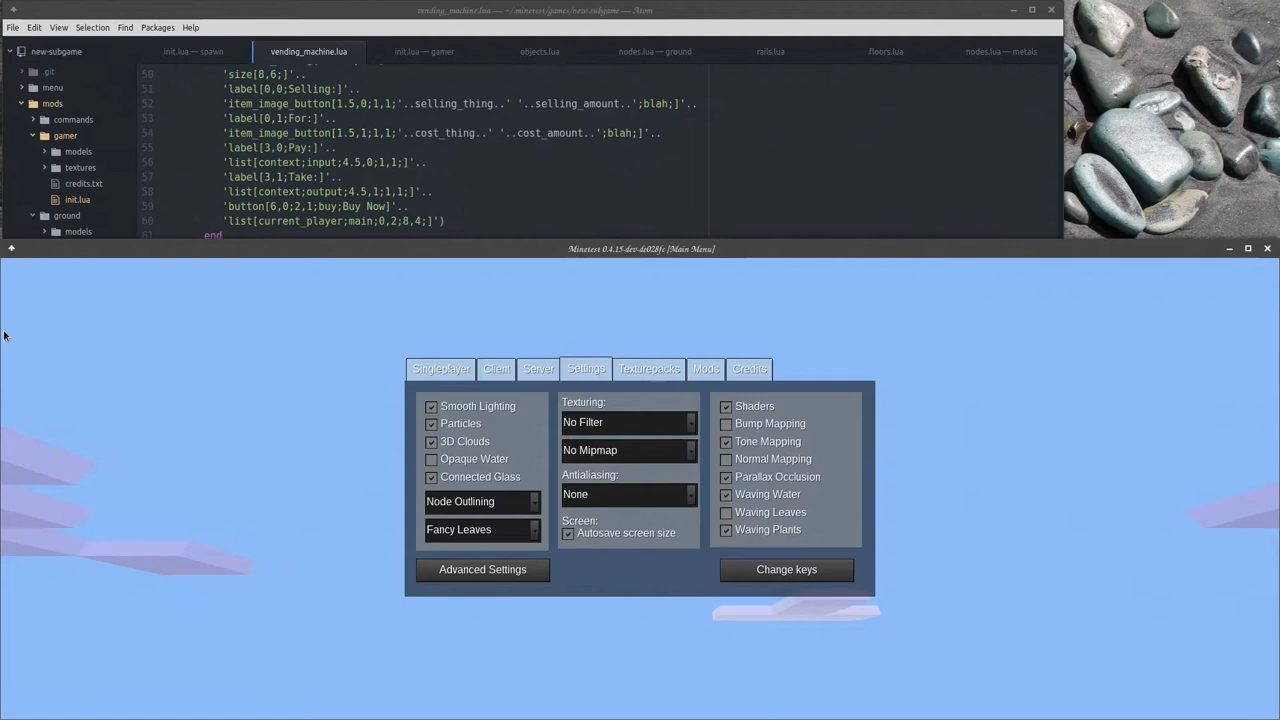 vending_machine.lua — ~/.minetest/games/new-subgame — Atom
File Edit View Selection Find Packages Help
new-subgame
init.lua — spawn vending_machine.lua init.lua — gamer objects.lua nodes.lua — ground rails.lua floors.lua nodes.lua — metals
.git
menu
mods
commands
gamer
models
textures
credits.txt
init.lua
ground
models
50 'size[8,6;]'..
51 'label[0,0;Selling:]'..
52 'item_image_button[1.5,0;1,1;'..selling_thing..' '..selling_amount..';blah;]'..
53 'label[0,1;For:]'..
54 'item_image_button[1.5,1;1,1;'..cost_thing..' '..cost_amount..';blah;]'..
55 'label[3,0;Pay:]'..
56 'list[context;input;4.5,0;1,1;]'..
57 'label[3,1;Take:]'..
58 'list[context;output;4.5,1;1,1;]'..
59 'button[6,0;2,1;buy;Buy Now]'..
60 'list[current_player;main;0,2;8,4;]')
61 end
Minetest 0.4.15-dev-de028fc [Main Menu]
Singleplayer Client Server Settings Texturepacks Mods Credits
Smooth Lighting
Particles
3D Clouds
Opaque Water
Connected Glass
Node Outlining
Fancy Leaves
Texturing:
No Filter
No Mipmap
Antialiasing:
None
Screen:
Autosave screen size
Shaders
Bump Mapping
Tone Mapping
Normal Mapping
Parallax Occlusion
Waving Water
Waving Leaves
Waving Plants
Advanced Settings
Change keys